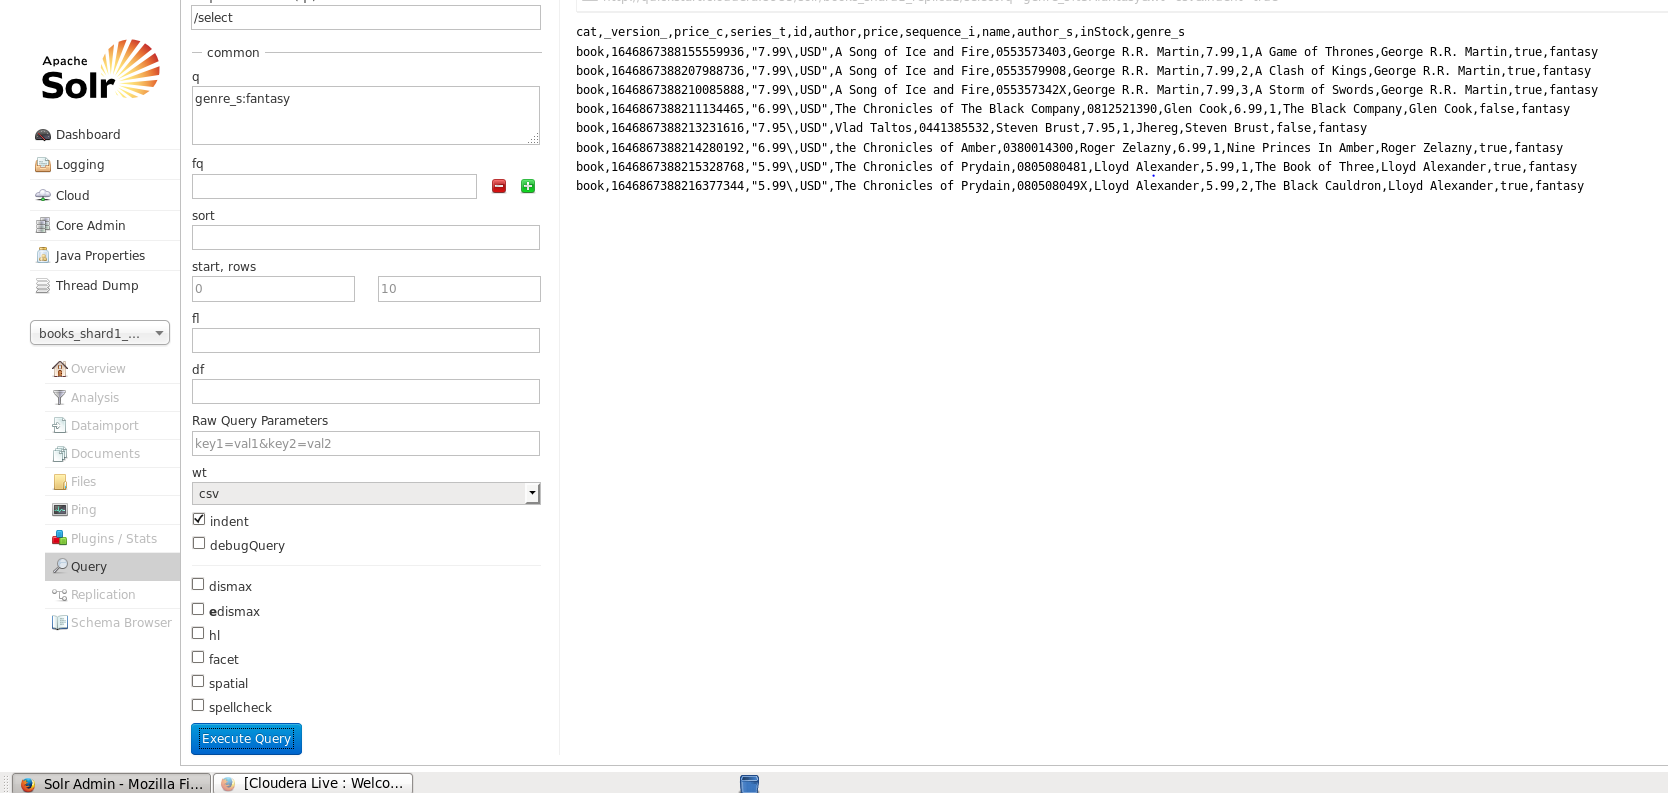 /select
common
q
genre_s:fantasy
fq
sort
start, rows
0
10
fl
df
Raw Query Parameters
key1=val1&key2=val2
wt
csv
indent
debugQuery
dismax
edismax
hl
facet
spatial
spellcheck
Execute Query
Apache
Solr
Dashboard
Logging
Cloud
Core Admin
Java Properties
Thread Dump
books_shard1_...
Overview
Analysis
Dataimport
Documents
Files
Ping
Plugins / Stats
Query
Replication
Schema Browser
cat,_version_,price_c,series_t,id,author,price,sequence_i,name,author_s,inStock,genre_s
book,1646867388155559936,"7.99\,USD",A Song of Ice and Fire,0553573403,George R.R. Martin,7.99,1,A Game of Thrones,George R.R. Martin,true,fantasy
book,1646867388207988736,"7.99\,USD",A Song of Ice and Fire,0553579908,George R.R. Martin,7.99,2,A Clash of Kings,George R.R. Martin,true,fantasy
book,1646867388210085888,"7.99\,USD",A Song of Ice and Fire,055357342X,George R.R. Martin,7.99,3,A Storm of Swords,George R.R. Martin,true,fantasy
book,1646867388211134465,"6.99\,USD",The Chronicles of The Black Company,0812521390,Glen Cook,6.99,1,The Black Company,Glen Cook,false,fantasy
book,1646867388213231616,"7.95\,USD",Vlad Taltos,0441385532,Steven Brust,7.95,1,Jhereg,Steven Brust,false,fantasy
book,1646867388214280192,"6.99\,USD",the Chronicles of Amber,0380014300,Roger Zelazny,6.99,1,Nine Princes In Amber,Roger Zelazny,true,fantasy
book,1646867388215328768,"5.99\,USD",The Chronicles of Prydain,0805080481,Lloyd Alexander,5.99,1,The Book of Three,Lloyd Alexander,true,fantasy
book,1646867388216377344,"5.99\,USD",The Chronicles of Prydain,080508049X,Lloyd Alexander,5.99,2,The Black Cauldron,Lloyd Alexander,true,fantasy
Solr Admin - Mozilla Fi...
[Cloudera Live : Welco...